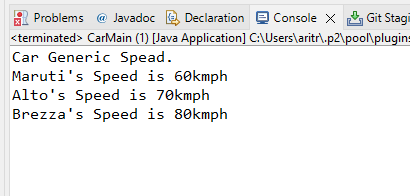 Problems Javadoc Declaration Console Git Stagi
<terminated> CarMain (1) [Java Application] C:\Users\aritr\.p2\pool\plugins
Car Generic Spead.
Maruti's Speed is 60kmph
Alto's Speed is 70kmph
Brezza's Speed is 80kmph